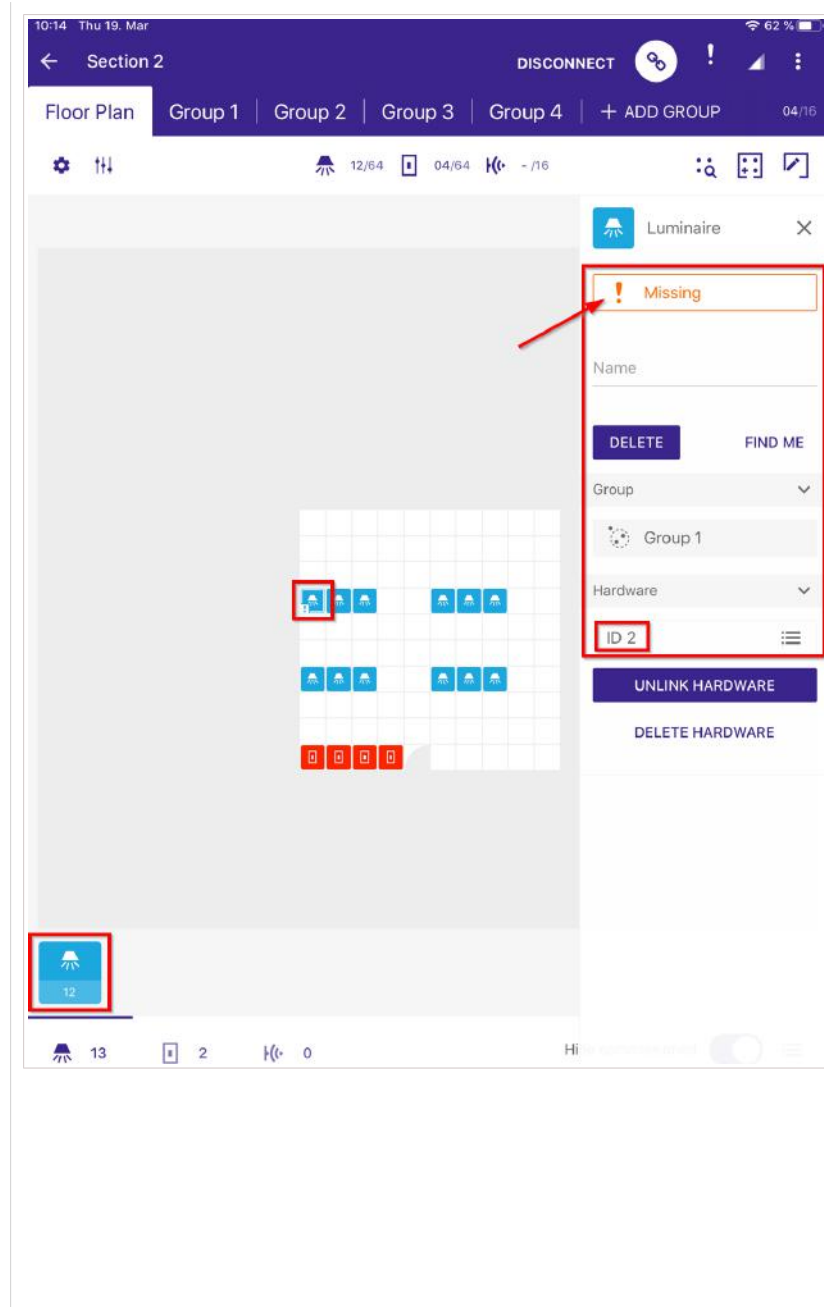 10:14 Thu 19. Mar 62 %
Section 2 DISCONNECT
Floor Plan Group 1 Group 2 Group 3 Group 4 + ADD GROUP 04/16
12/64 04/64 - /16
Luminaire
Missing
Name
DELETE FIND ME
Group
Group 1
Hardware
ID 2
UNLINK HARDWARE
DELETE HARDWARE
12
13 2 0 Hi